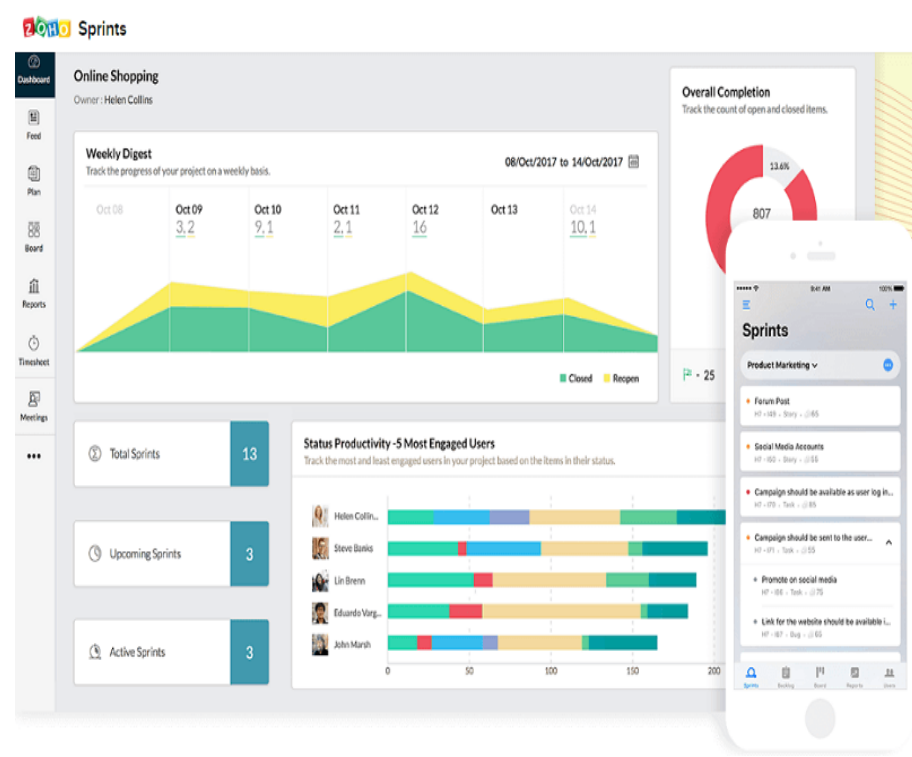 ZOHO Sprints
Dashboard
Feed
Plan
Board
Reports
Timesheet
Meetings
Online Shopping
Owner : Helen Collins
Weekly Digest
Track the progress of your project on a weekly basis.
08/Oct/2017 to 14/Oct/2017
Oct 08 Oct 09 Oct 10 Oct 11 Oct 12 Oct 13 Oct 14
3, 2 9, 1 2, 1 16 10, 1
Closed Reopen
Overall Completion
Track the count of open and closed items.
13.6%
807
- 25
Total Sprints 13
Upcoming Sprints 3
Active Sprints 3
Status Productivity -5 Most Engaged Users
Track the most and least engaged users in your project based on the items in their status.
Helen Collin...
Steve Banks
Lin Brenn
Eduardo Varg...
John Marsh
0 50 100 150 200
9:41 AM 100%
Sprints
Product Marketing
Forum Post
Story
Social Media Accounts
Story
Campaign should be available as user log in...
Task
Campaign should be sent to the user...
Task
Promote on social media
Task
Link for the website should be available i...
Bug
Sprints Backlog Board Reports Users